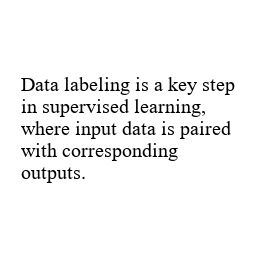 Data labeling is a key step
in supervised learning,
where input data is paired
with corresponding
outputs.